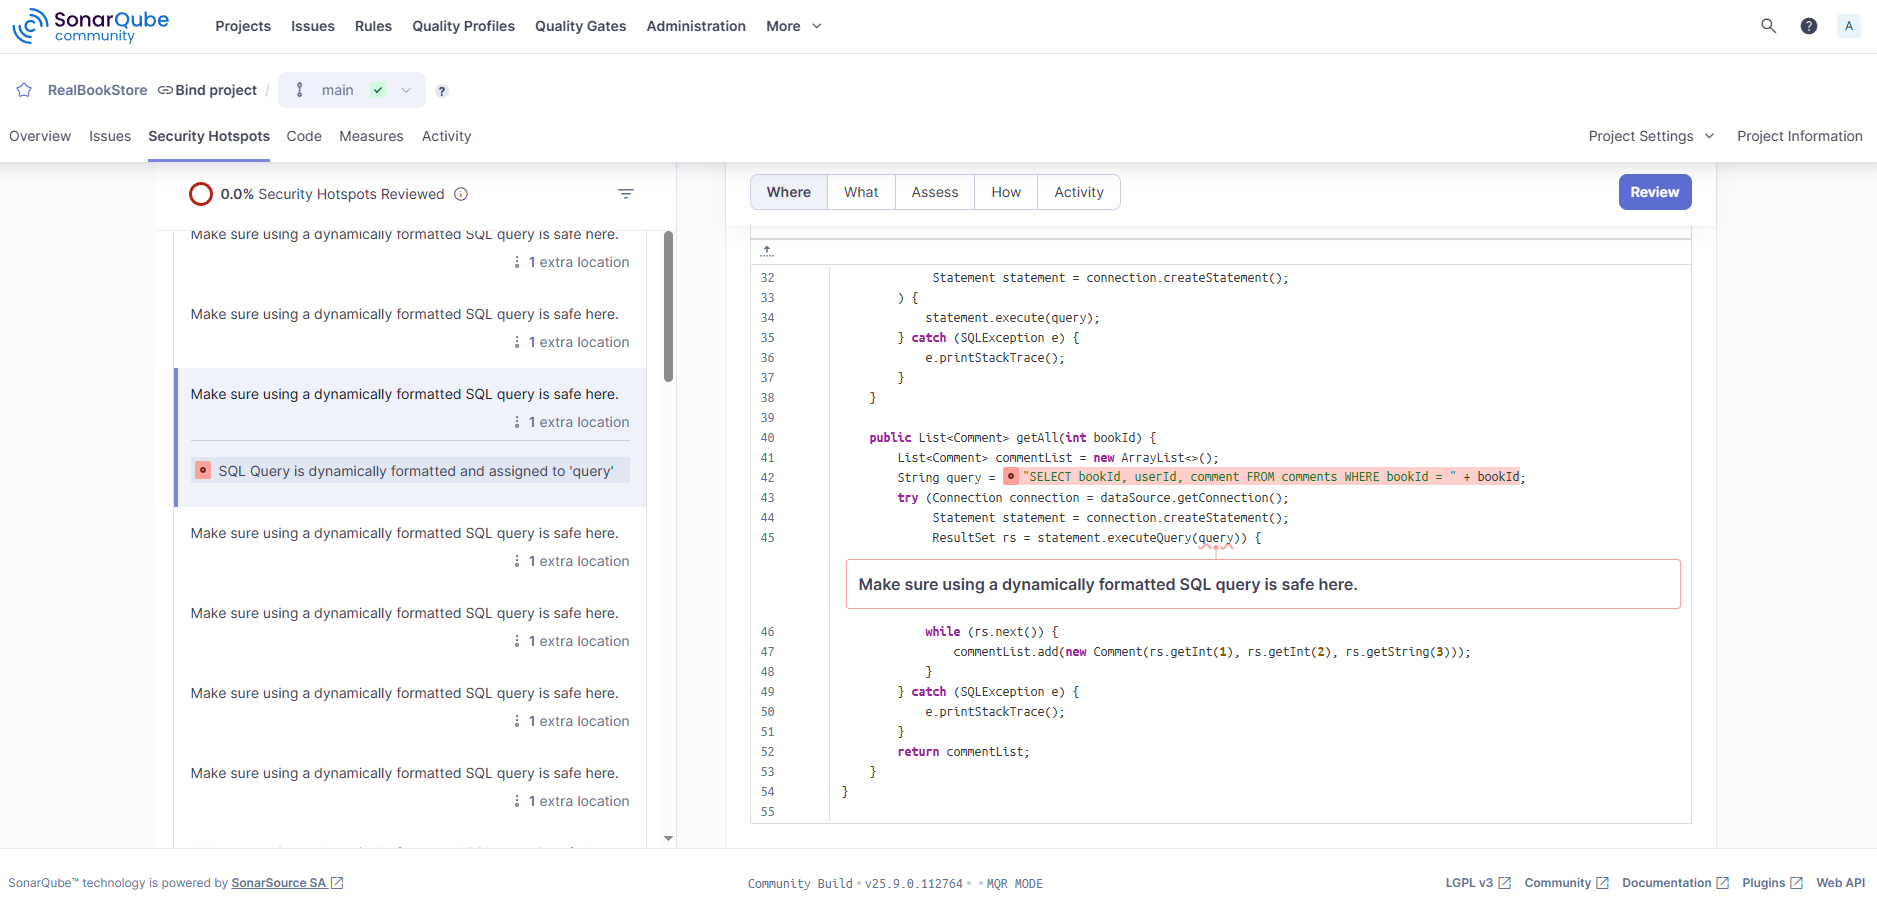 SonarQube
community
Projects Issues Rules Quality Profiles Quality Gates Administration More
? A
RealBookStore Bind project / main ?
Overview Issues Security Hotspots Code Measures Activity
Project Settings Project Information
0.0% Security Hotspots Reviewed
Make sure using a dynamically formatted SQL query is safe here.
1 extra location
Make sure using a dynamically formatted SQL query is safe here.
1 extra location
Make sure using a dynamically formatted SQL query is safe here.
1 extra location
SQL Query is dynamically formatted and assigned to 'query'
Make sure using a dynamically formatted SQL query is safe here.
1 extra location
Make sure using a dynamically formatted SQL query is safe here.
1 extra location
Make sure using a dynamically formatted SQL query is safe here.
1 extra location
Make sure using a dynamically formatted SQL query is safe here.
1 extra location
Where What Assess How Activity
Review
32 Statement statement = connection.createStatement();
33 ) {
34 statement.execute(query);
35 } catch (SQLException e) {
36 e.printStackTrace();
37 }
38 }
39
40 public List<Comment> getAll(int bookId) {
41 List<Comment> commentList = new ArrayList<>();
42 String query = "SELECT bookId, userId, comment FROM comments WHERE bookId = " + bookId;
43 try (Connection connection = dataSource.getConnection();
44 Statement statement = connection.createStatement();
45 ResultSet rs = statement.executeQuery(query)) {
Make sure using a dynamically formatted SQL query is safe here.
46 while (rs.next()) {
47 commentList.add(new Comment(rs.getInt(1), rs.getInt(2), rs.getString(3)));
48 }
49 } catch (SQLException e) {
50 e.printStackTrace();
51 }
52 return commentList;
53 }
54 }
55
SonarQube™ technology is powered by SonarSource SA
Community Build • v25.9.0.112764 • • MQR MODE
LGPL v3 Community Documentation Plugins Web API